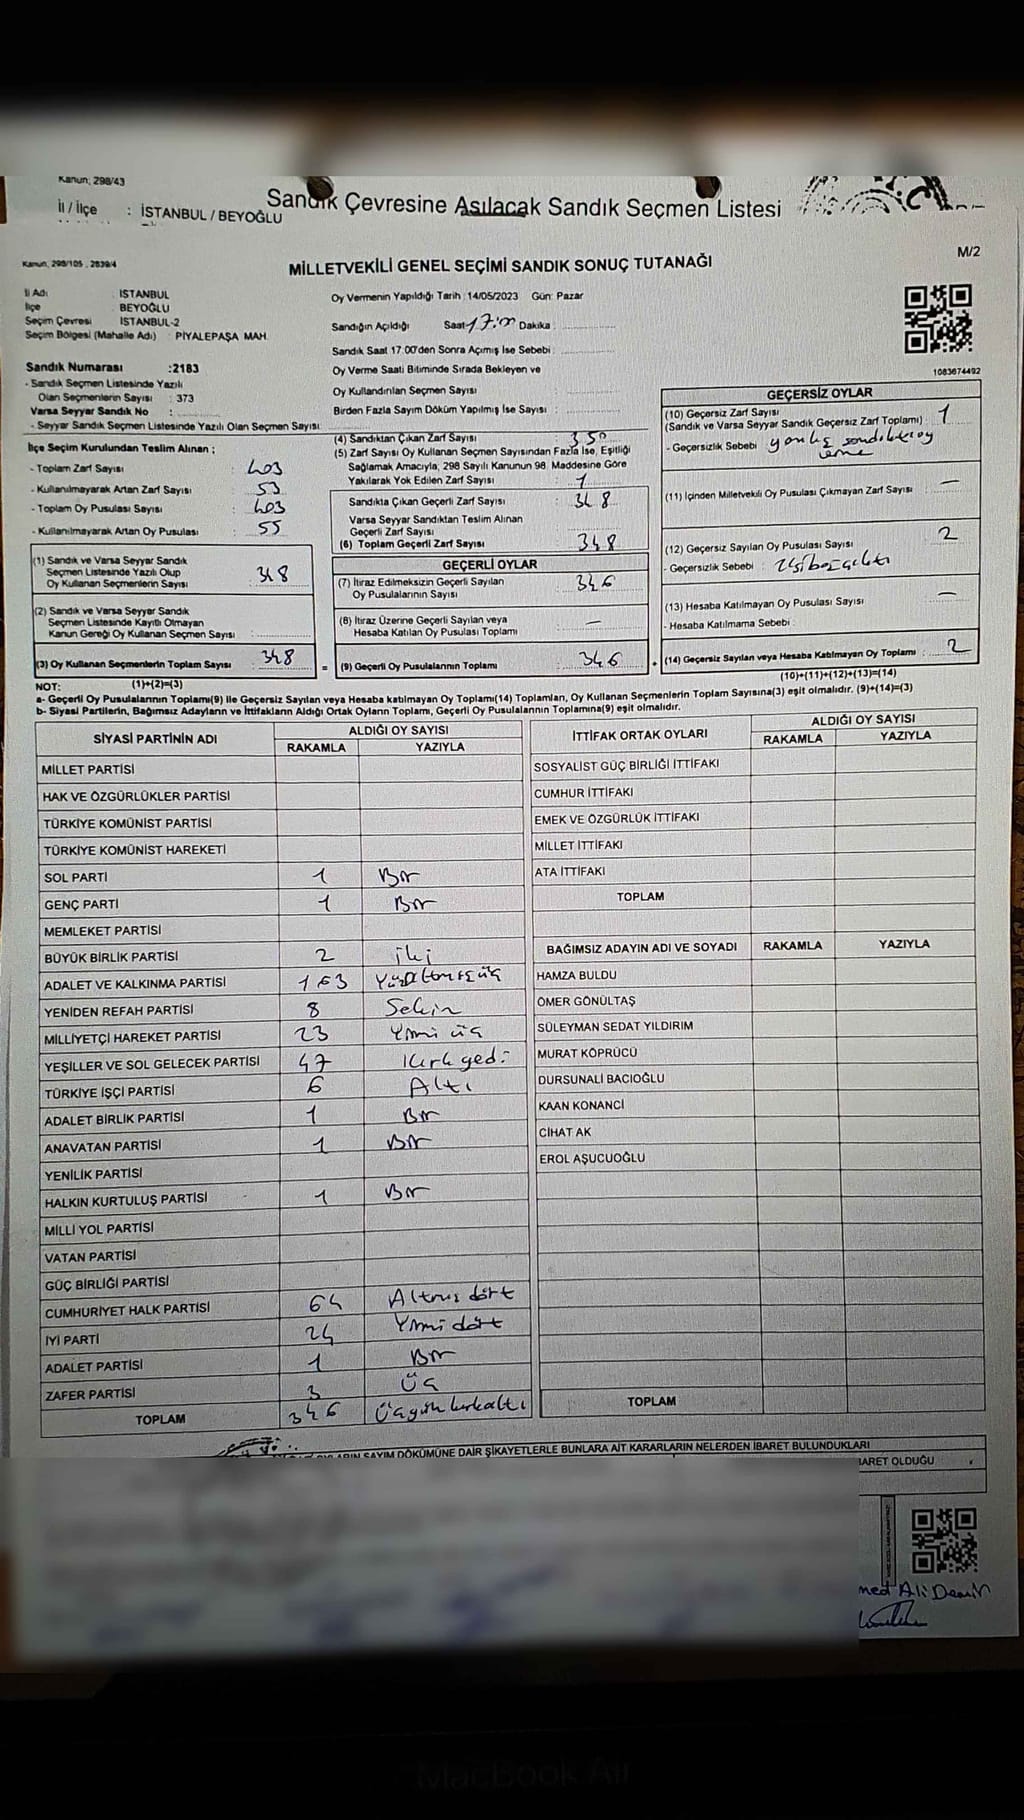 Kanun; 298/43
Sandık Çevresine Asılacak Sandık Seçmen Listesi
İl / İlçe : İSTANBUL / BEYOĞLU
Kanun, 298/105 , 2839/4
MİLLETVEKİLİ GENEL SEÇİMİ SANDIK SONUÇ TUTANAĞI
M/2
İl Adı : İSTANBUL
İlçe BEYOĞLU
Seçim Çevresi İSTANBUL-2
Seçim Bölgesi (Mahalle Adı) : PİYALEPAŞA MAH
Oy Vermenin Yapıldığı Tarih : 14/05/2023 Gün: Pazar
Sandığın Açıldığı Saat Dakika :
Sandık Saat 17:00'den Sonra Açımış İse Sebebi :
Oy Verme Saati Bitiminde Sırada Bekleyen ve
Oy Kullandırılan Seçmen Sayısı
Birden Fazla Sayım Döküm Yapılmış İse Sayısı :
1083674492
Sandık Numarası :2183
- Sandık Seçmen Listesinde Yazılı
Olan Seçmenlerin Sayısı : 373
Varsa Seyyar Sandık No :
- Seyyar Sandık Seçmen Listesinde Yazılı Olan Seçmen Sayısı:
İlçe Seçim Kurulundan Teslim Alınan ;
- Toplam Zarf Sayısı : 403
- Kullanılmayarak Artan Zarf Sayısı : 53
- Toplam Oy Pusulası Sayısı : 403
- Kullanılmayarak Artan Oy Pusulası : 55
(1) Sandık ve Varsa Seyyar Sandık
Seçmen Listesinde Yazılı Olup
Oy Kullanan Seçmenlerin Sayısı : 348
(2) Sandık ve Varsa Seyyar Sandık
Seçmen Listesinde Kayıtlı Olmayan
Kanun Gereği Oy Kullanan Seçmen Sayısı :
(3) Oy Kullanan Seçmenlerin Toplam Sayısı : 348
(1)+(2)=(3)
(4) Sandıktan Çıkan Zarf Sayısı : 350
(5) Zarf Sayısı Oy Kullanan Seçmen Sayısından Fazla İse, Eşitliği
Sağlamak Amacıyla; 298 Sayılı Kanunun 98. Maddesine Göre
Yakılarak Yok Edilen Zarf Sayısı : 1
Sandıkta Çıkan Geçerli Zarf Sayısı : 348
Varsa Seyyar Sandıktan Teslim Alınan
Geçerli Zarf Sayısı :
(6) Toplam Geçerli Zarf Sayısı : 348
GEÇERLİ OYLAR
(7) İtiraz Edilmeksizin Geçerli Sayılan
Oy Pusulalarının Sayısı : 346
(8) İtiraz Üzerine Geçerli Sayılan veya
Hesaba Katılan Oy Pusulası Toplamı : —
= (9) Geçerli Oy Pusulalarının Toplamı : 346
GEÇERSİZ OYLAR
(10) Geçersiz Zarf Sayısı
(Sandık ve Varsa Seyyar Sandık Geçersiz Zarf Toplamı) : 1
- Geçersizlik Sebebi : yanlış sandıkta oy
(11) İçinden Milletvekili Oy Pusulası Çıkmayan Zarf Sayısı : —
(12) Geçersiz Sayılan Oy Pusulası Sayısı : 2
- Geçersizlik Sebebi :
(13) Hesaba Katılmayan Oy Pusulası Sayısı : —
- Hesaba Katılmama Sebebi :
+ (14) Geçersiz Sayılan veya Hesaba Katılmayan Oy Toplamı : 2
(10)+(11)+(12)+(13)=(14)
NOT:
a- Geçerli Oy Pusulalarının Toplamı(9) ile Geçersiz Sayılan veya Hesaba katılmayan Oy Toplamı(14) Toplamları, Oy Kullanan Seçmenlerin Toplam Sayısına(3) eşit olmalıdır. (9)+(14)=(3)
b- Siyasi Partilerin, Bağımsız Adayların ve İttifakların Aldığı Ortak Oyların Toplamı, Geçerli Oy Pusulalarının Toplamına(9) eşit olmalıdır.
SİYASİ PARTİNİN ADI ALDIĞI OY SAYISI
RAKAMLA YAZIYLA
MİLLET PARTİSİ
HAK VE ÖZGÜRLÜKLER PARTİSİ
TÜRKİYE KOMÜNİST PARTİSİ
TÜRKİYE KOMÜNİST HAREKETİ
SOL PARTİ 1 Bir
GENÇ PARTİ 1 Bir
MEMLEKET PARTİSİ
BÜYÜK BİRLİK PARTİSİ 2 iki
ADALET VE KALKINMA PARTİSİ 163 Yüzaltmışüç
YENİDEN REFAH PARTİSİ 8 Sekiz
MİLLİYETÇİ HAREKET PARTİSİ 23 Yirmi üç
YEŞİLLER VE SOL GELECEK PARTİSİ 47 Kırk yedi
TÜRKİYE İŞÇİ PARTİSİ 6 Altı
ADALET BİRLİK PARTİSİ 1 Bir
ANAVATAN PARTİSİ 1 Bir
YENİLİK PARTİSİ
HALKIN KURTULUŞ PARTİSİ 1 Bir
MİLLİ YOL PARTİSİ
VATAN PARTİSİ
GÜÇ BİRLİĞİ PARTİSİ
CUMHURİYET HALK PARTİSİ 64 Altmış dört
İYİ PARTİ 24 Yirmi dört
ADALET PARTİSİ 1 Bir
ZAFER PARTİSİ 3 Üç
TOPLAM 346 Üçyüz kırkaltı
İTTİFAK ORTAK OYLARI ALDIĞI OY SAYISI
RAKAMLA YAZIYLA
SOSYALİST GÜÇ BİRLİĞİ İTTİFAKI
CUMHUR İTTİFAKI
EMEK VE ÖZGÜRLÜK İTTİFAKI
MİLLET İTTİFAKI
ATA İTTİFAKI
TOPLAM
BAĞIMSIZ ADAYIN ADI VE SOYADI RAKAMLA YAZIYLA
HAMZA BULDU
ÖMER GÖNÜLTAŞ
SÜLEYMAN SEDAT YILDIRIM
MURAT KÖPRÜCÜ
DURSUNALİ BACIOĞLU
KAAN KONANCİ
CİHAT AK
EROL AŞUCUOĞLU
TOPLAM
SAYIM DÖKÜMÜNE DAİR ŞİKAYETLERLE BUNLARA AİT KARARLARIN NELERDEN İBARET BULUNDUKLARI
BARET OLDUĞU
med Ali Demir
MacBook Air